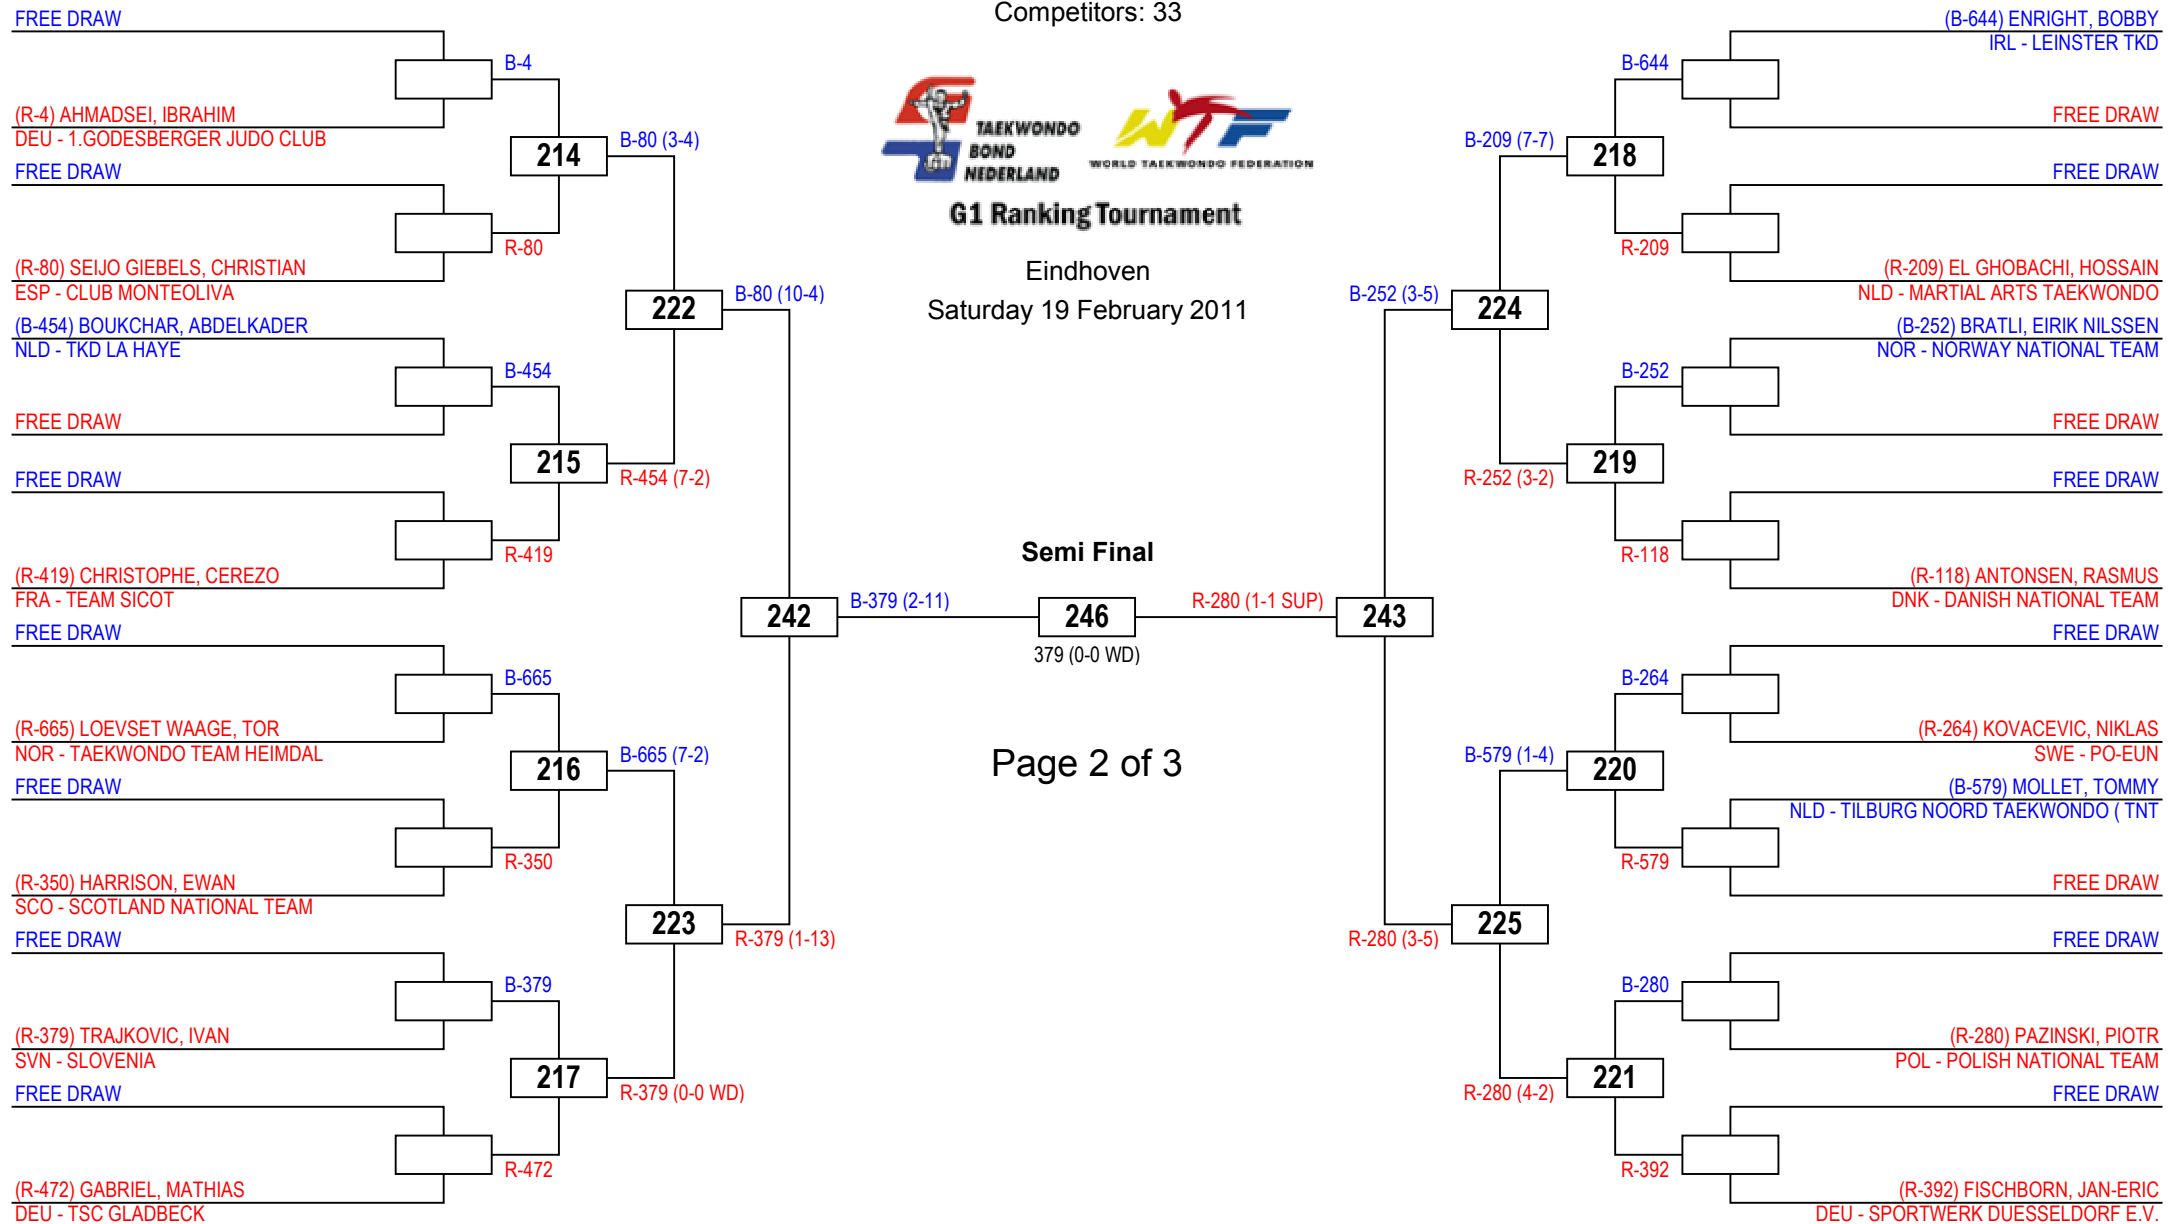 Competitors: 33
TAEKWONDO
BOND
NEDERLAND
WORLD TAEKWONDO FEDERATION
G1 Ranking Tournament
Eindhoven
Saturday 19 February 2011
FREE DRAW
B-4
(R-4) AHMADSEI, IBRAHIM
DEU - 1.GODESBERGER JUDO CLUB
214
B-80 (3-4)
FREE DRAW
R-80
(R-80) SEIJO GIEBELS, CHRISTIAN
ESP - CLUB MONTEOLIVA
222
B-80 (10-4)
(B-454) BOUKCHAR, ABDELKADER
NLD - TKD LA HAYE
B-454
FREE DRAW
215
R-454 (7-2)
FREE DRAW
R-419
(R-419) CHRISTOPHE, CEREZO
FRA - TEAM SICOT
242
B-379 (2-11)
FREE DRAW
B-665
(R-665) LOEVSET WAAGE, TOR
NOR - TAEKWONDO TEAM HEIMDAL
216
B-665 (7-2)
FREE DRAW
R-350
(R-350) HARRISON, EWAN
SCO - SCOTLAND NATIONAL TEAM
223
R-379 (1-13)
FREE DRAW
B-379
(R-379) TRAJKOVIC, IVAN
SVN - SLOVENIA
217
R-379 (0-0 WD)
FREE DRAW
R-472
(R-472) GABRIEL, MATHIAS
DEU - TSC GLADBECK
Semi Final
246
379 (0-0 WD)
Page 2 of 3
(B-644) ENRIGHT, BOBBY
IRL - LEINSTER TKD
B-644
FREE DRAW
B-209 (7-7)
218
FREE DRAW
R-209
(R-209) EL GHOBACHI, HOSSAIN
NLD - MARTIAL ARTS TAEKWONDO
B-252 (3-5)
224
(B-252) BRATLI, EIRIK NILSSEN
NOR - NORWAY NATIONAL TEAM
B-252
FREE DRAW
219
R-252 (3-2)
FREE DRAW
R-118
(R-118) ANTONSEN, RASMUS
DNK - DANISH NATIONAL TEAM
R-280 (1-1 SUP)
243
FREE DRAW
B-264
(R-264) KOVACEVIC, NIKLAS
SWE - PO-EUN
B-579 (1-4)
220
(B-579) MOLLET, TOMMY
NLD - TILBURG NOORD TAEKWONDO ( TNT
R-579
FREE DRAW
225
R-280 (3-5)
FREE DRAW
B-280
(R-280) PAZINSKI, PIOTR
POL - POLISH NATIONAL TEAM
221
R-280 (4-2)
FREE DRAW
R-392
(R-392) FISCHBORN, JAN-ERIC
DEU - SPORTWERK DUESSELDORF E.V.